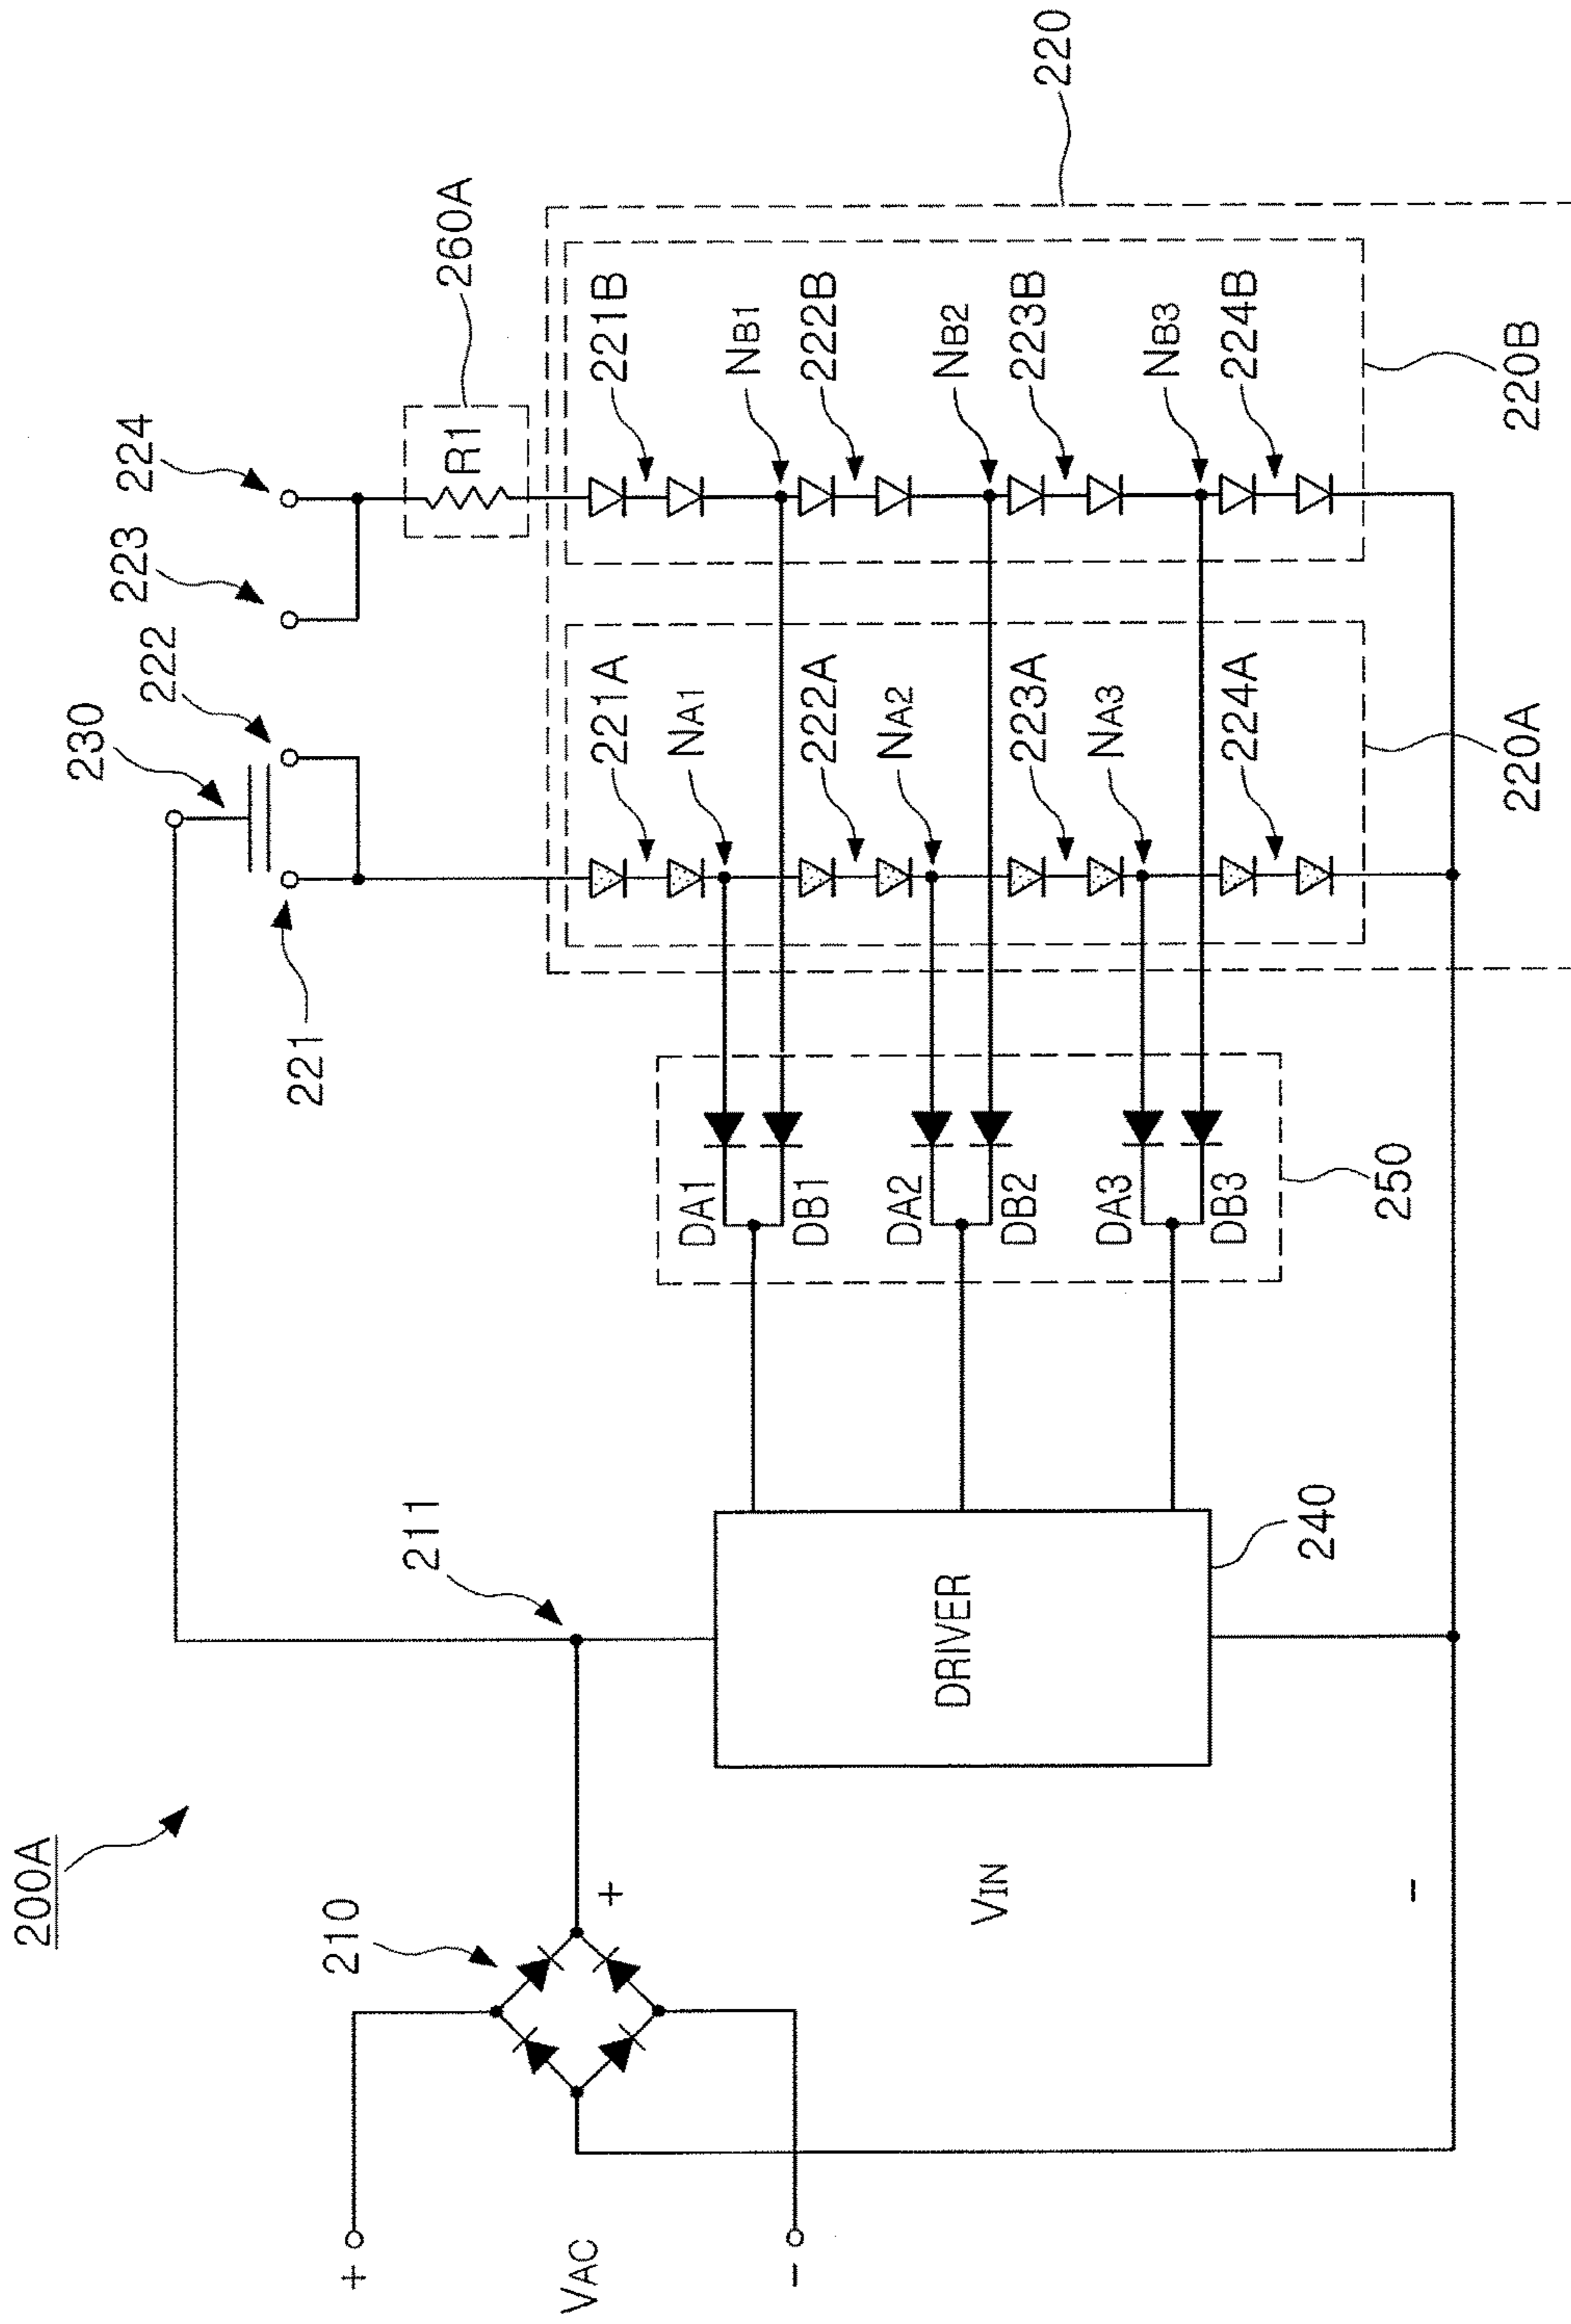 200A
230
222
223
224
221
211
260A
R1
220
210
+
+
VAC
-
VIN
-
DRIVER
240
DA1
DB1
DA2
DB2
DA3
DB3
250
221A
NA1
222A
NA2
223A
NA3
224A
220A
221B
NB1
222B
NB2
223B
NB3
224B
220B